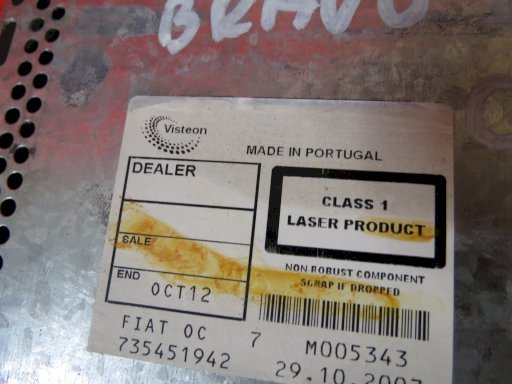 BRAVO
Visteon
MADE IN PORTUGAL
DEALER
CLASS 1
LASER PRODUCT
SALE
NON ROBUST COMPONENT
SCRAP IF DROPPED
END
OCT12
FIAT OC 7 M005343
735451942 29.10.2007